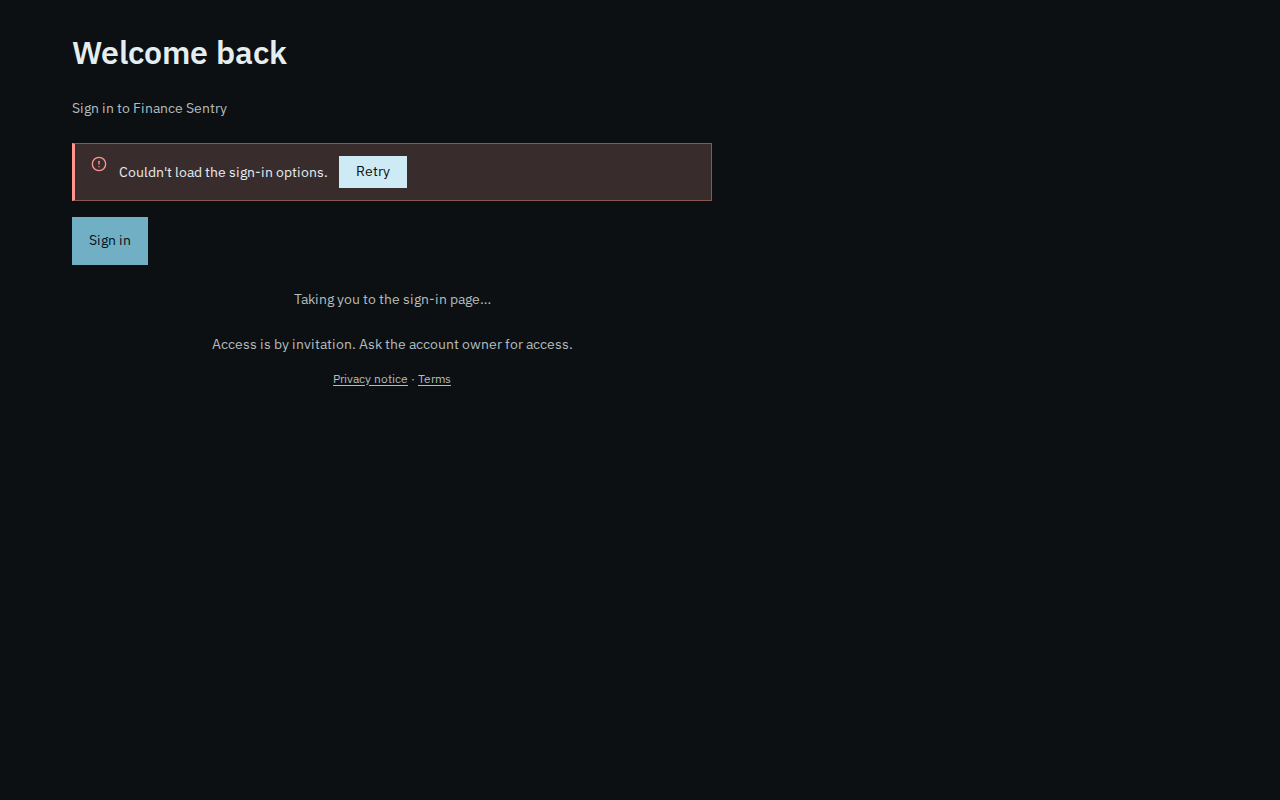 Welcome back
Sign in to Finance Sentry
Couldn't load the sign-in options. Retry
Sign in
Taking you to the sign-in page...
Access is by invitation. Ask the account owner for access.
Privacy notice · Terms